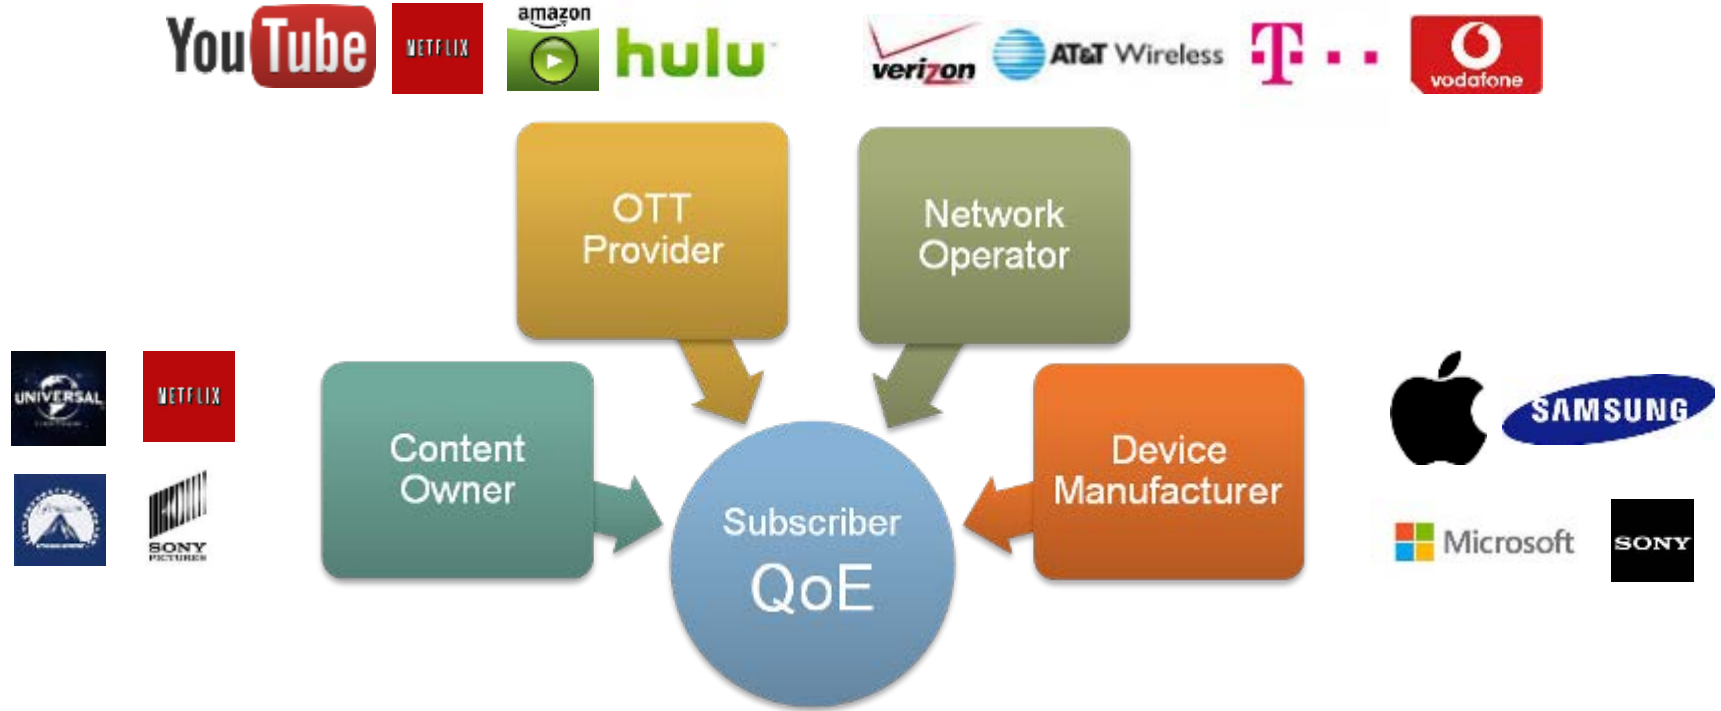 YouTube
NETFLIX
amazon
hulu
verizon
AT&T Wireless
T
vodafone
OTT
Provider
Network
Operator
UNIVERSAL
NETFLIX
SONY
PICTURES
Content
Owner
Subscriber
QoE
Device
Manufacturer
SAMSUNG
Microsoft
SONY